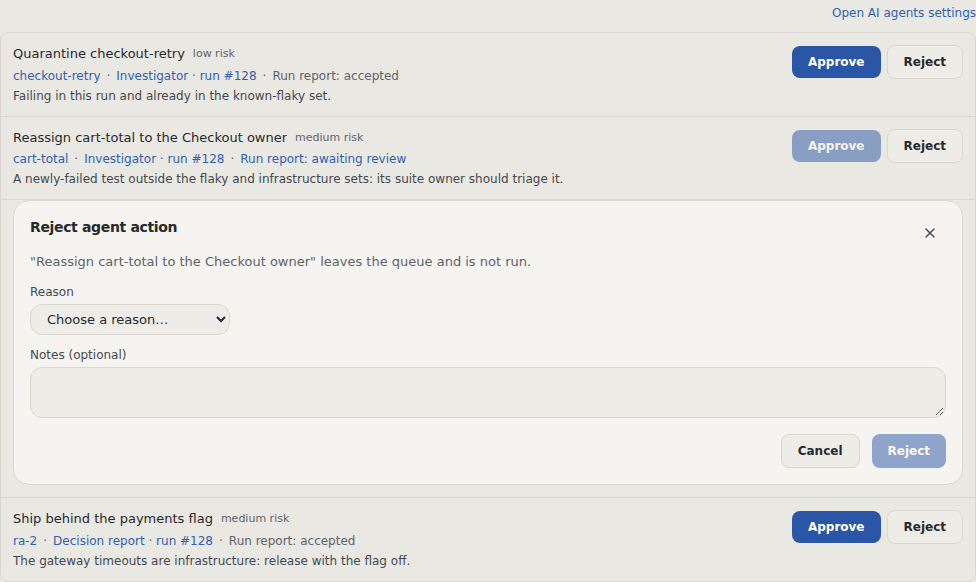 Open AI agents settings
Quarantine checkout-retry low risk
checkout-retry · Investigator · run #128 · Run report: accepted
Failing in this run and already in the known-flaky set.
Approve Reject
Reassign cart-total to the Checkout owner medium risk
cart-total · Investigator · run #128 · Run report: awaiting review
A newly-failed test outside the flaky and infrastructure sets: its suite owner should triage it.
Approve Reject
Reject agent action
"Reassign cart-total to the Checkout owner" leaves the queue and is not run.
Reason
Choose a reason...
Notes (optional)
Cancel Reject
Ship behind the payments flag medium risk
ra-2 · Decision report · run #128 · Run report: accepted
The gateway timeouts are infrastructure: release with the flag off.
Approve Reject